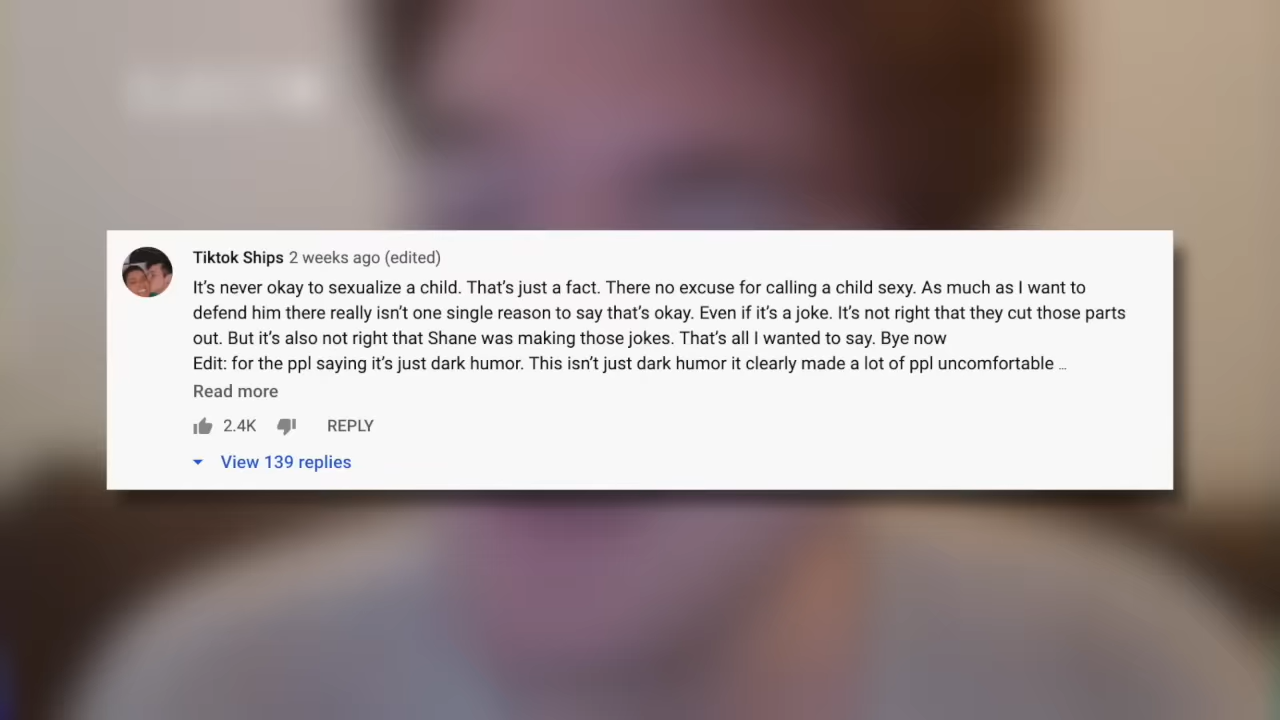 Tiktok Ships 2 weeks ago (edited)
It's never okay to sexualize a child. That's just a fact. There no excuse for calling a child sexy. As much as I want to
defend him there really isn't one single reason to say that's okay. Even if it's a joke. It's not right that they cut those parts
out. But it's also not right that Shane was making those jokes. That's all I wanted to say. Bye now
Edit: for the ppl saying it's just dark humor. This isn't just dark humor it clearly made a lot of ppl uncomfortable ...
Read more
2.4K REPLY
View 139 replies